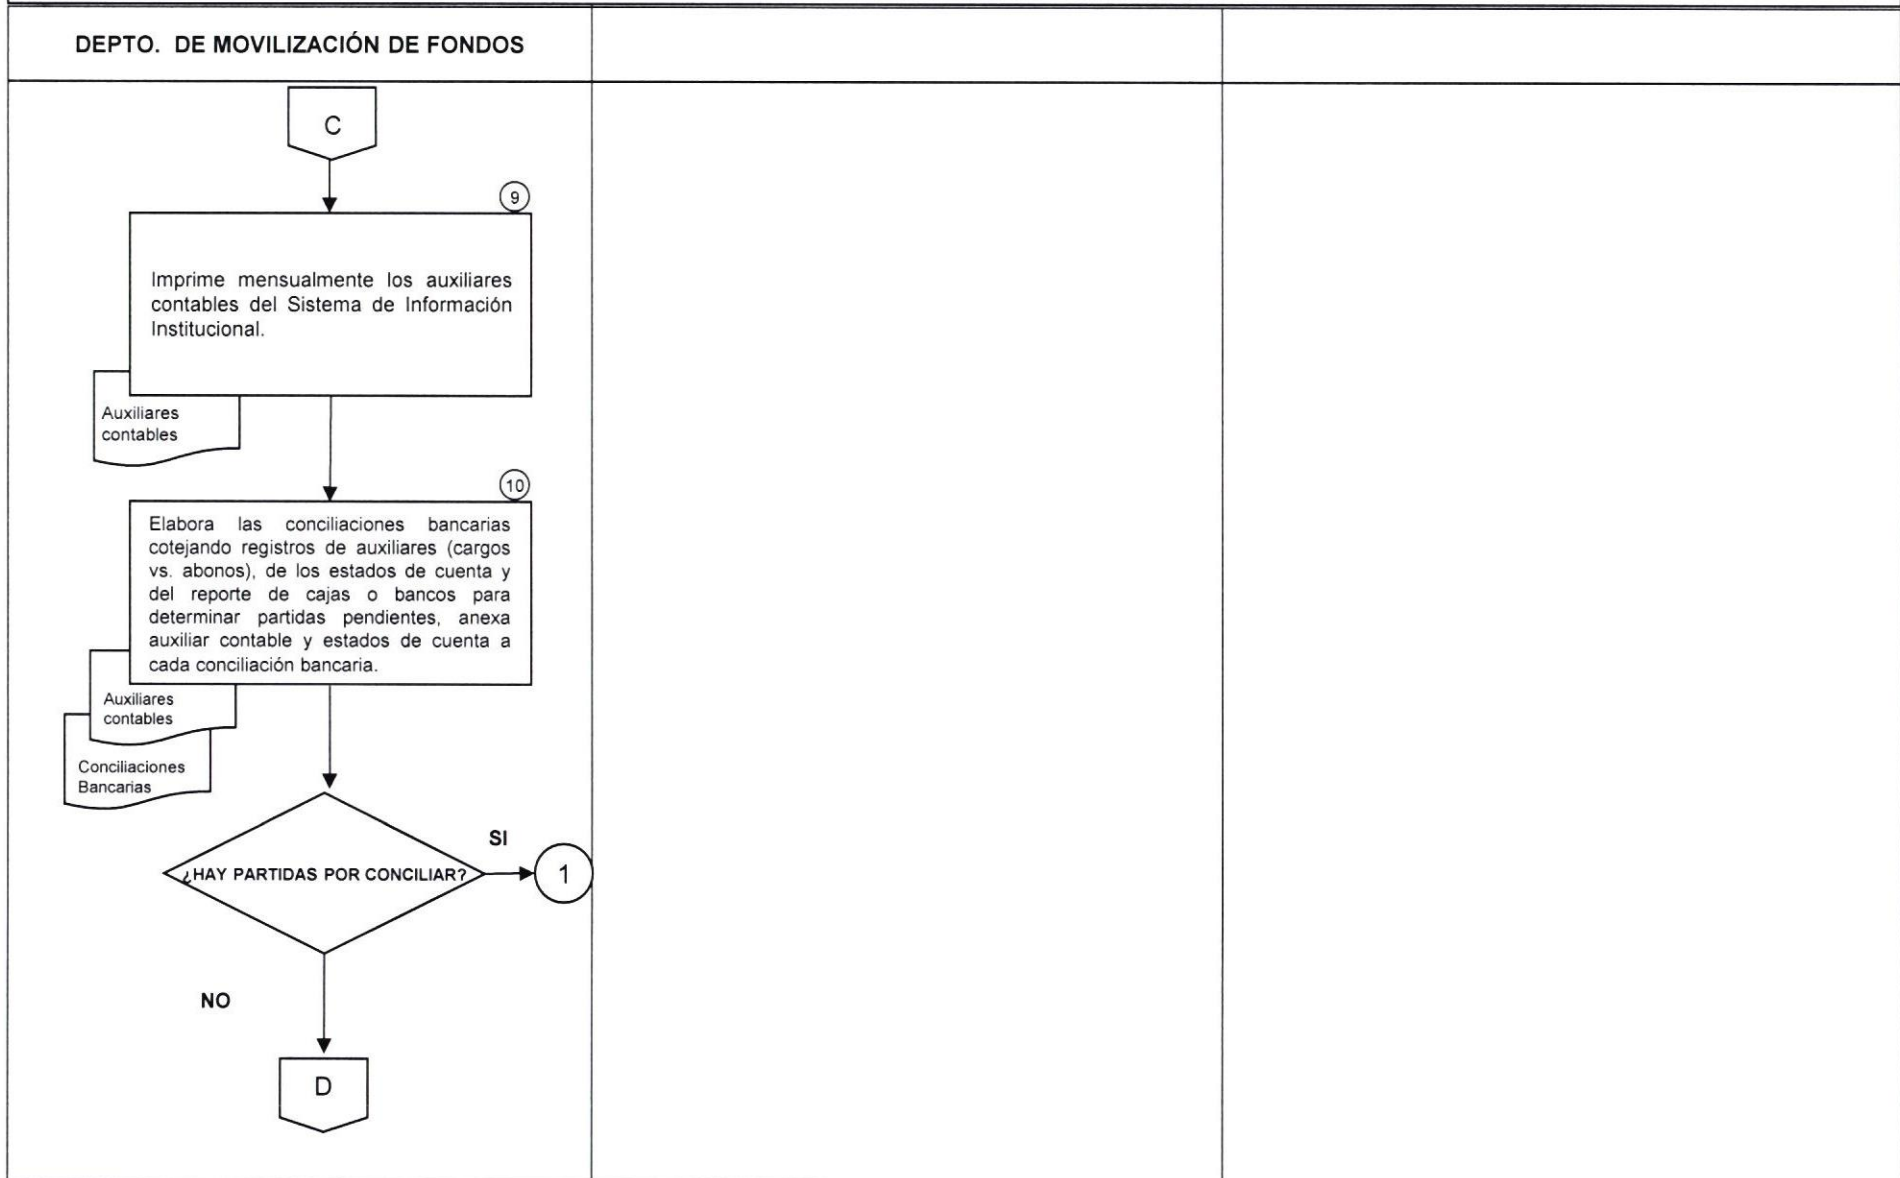 DEPTO. DE MOVILIZACIÓN DE FONDOS
C
9
Imprime mensualmente los auxiliares
contables del Sistema de Información
Institucional.
Auxiliares
contables
10
Elabora las conciliaciones bancarias
cotejando registros de auxiliares (cargos
vs. abonos), de los estados de cuenta y
del reporte de cajas o bancos para
determinar partidas pendientes, anexa
auxiliar contable y estados de cuenta a
cada conciliación bancaria.
Auxiliares
contables
Conciliaciones
Bancarias
SI
¿HAY PARTIDAS POR CONCILIAR?
1
NO
D